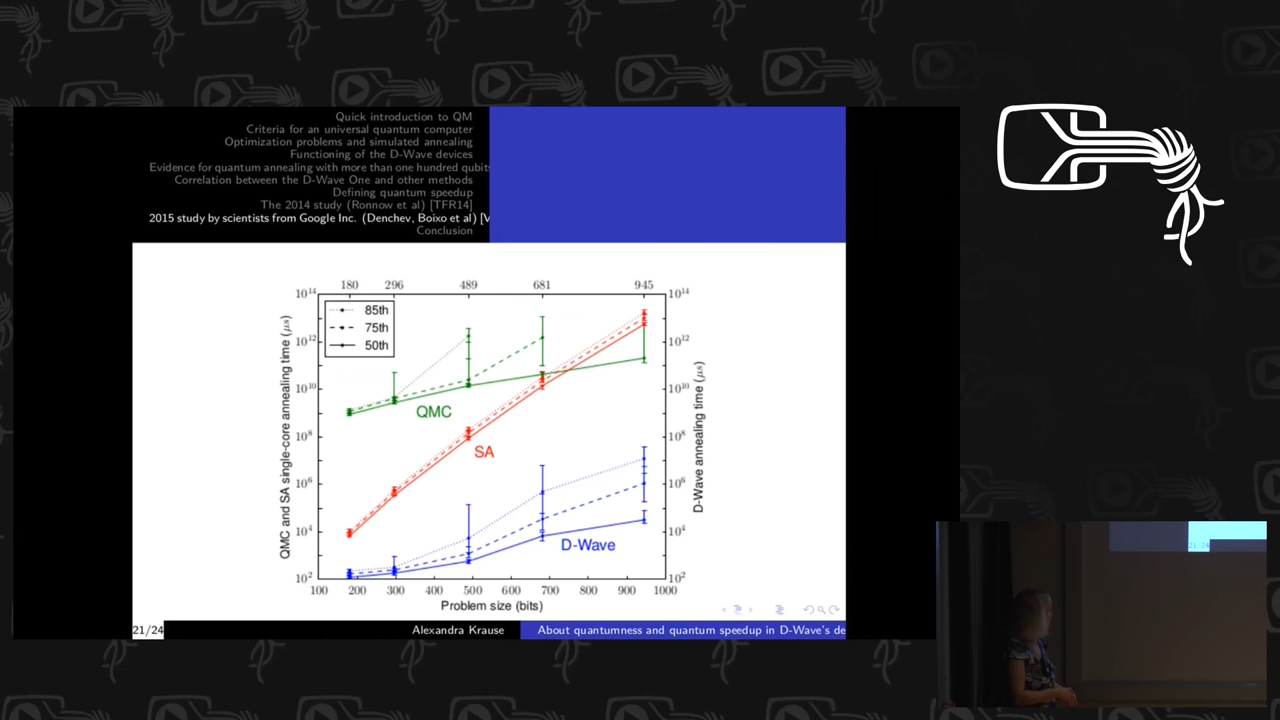 Quick introduction to QM
Criteria for an universal quantum computer
Optimization problems and simulated annealing
Functioning of the D-Wave devices
Evidence for quantum annealing with more than one hundred qubits
Correlation between the D-Wave One and other methods
Defining quantum speedup
The 2014 study (Ronnow et al) [TFR14]
2015 study by scientists from Google Inc. (Denchev, Boixo et al) [V
Conclusion
180 296 489 681 945
10^14 10^14
85th
75th
50th
10^12 10^12
10^10 10^10
10^8 10^8
10^6 10^6
10^4 10^4
10^2 10^2
QMC
SA
D-Wave
QMC and SA single-core annealing time (μs)
D-Wave annealing time (μs)
100 200 300 400 500 600 700 800 900 1000
Problem size (bits)
21/24 Alexandra Krause About quantumness and quantum speedup in D-Wave's de
21/24